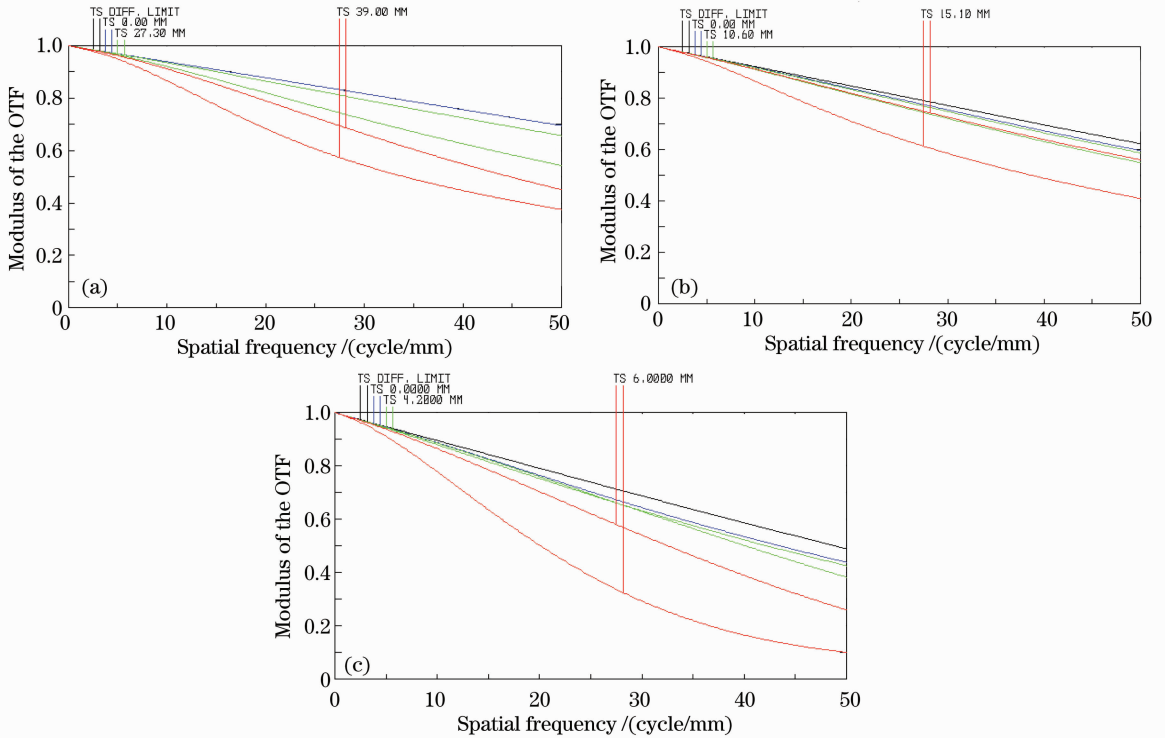 TS DIFF. LIMIT
TS 0.00 MM
TS 27.30 MM
TS 39.00 MM
1.0
0.8
0.6
0.4
0.2
0
Modulus of the OTF
(a)
0 10 20 30 40 50
Spatial frequency /(cycle/mm)
TS DIFF. LIMIT
TS 0.00 MM
TS 10.60 MM
TS 15.10 MM
1.0
0.8
0.6
0.4
0.2
0
Modulus of the OTF
(b)
0 10 20 30 40 50
Spatial frequency /(cycle/mm)
TS DIFF. LIMIT
TS 0.0000 MM
TS 4.2000 MM
TS 6.0000 MM
1.0
0.8
0.6
0.4
0.2
0
Modulus of the OTF
(c)
0 10 20 30 40 50
Spatial frequency /(cycle/mm)